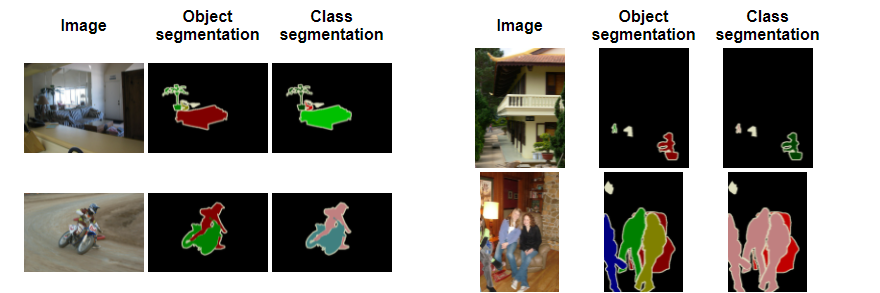 Image
Object
segmentation
Class
segmentation
Image
Object
segmentation
Class
segmentation